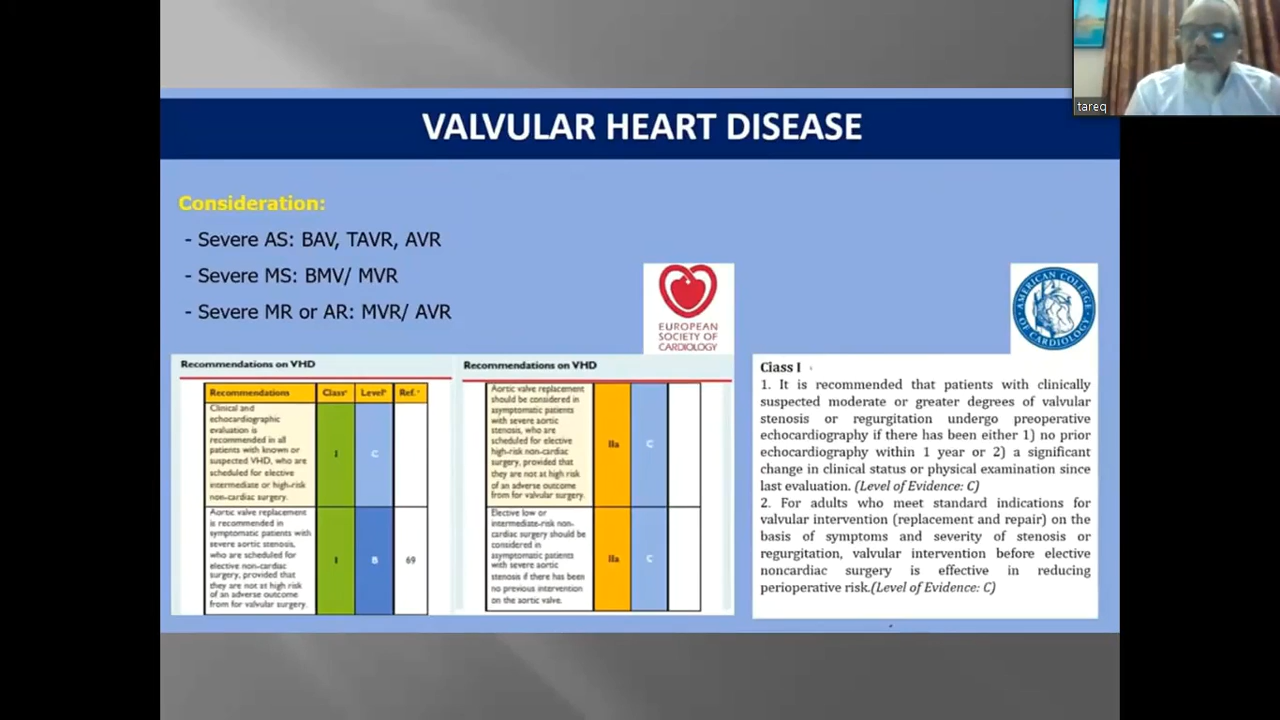 tareq
VALVULAR HEART DISEASE
Consideration:
- Severe AS: BAV, TAVR, AVR
- Severe MS: BMV/ MVR
- Severe MR or AR: MVR/ AVR
EUROPEAN
SOCIETY OF
CARDIOLOGY
AMERICAN COLLEGE OF CARDIOLOGY
Recommendations on VHD
Recommendations Classᵃ Levelᵇ Ref.ᶜ
Clinical and
echocardiographic
evaluation is
recommended in all
patients with known or
suspected VHD, who are
scheduled for elective
intermediate or high-risk
non-cardiac surgery.
I C
Aortic valve replacement
is recommended in
symptomatic patients with
severe aortic stenosis,
who are scheduled for
elective non-cardiac
surgery, provided that
they are not at high risk
of an adverse outcome
from for valvular surgery.
I B 69
Recommendations on VHD
Aortic valve replacement
should be considered in
asymptomatic patients
with severe aortic
stenosis, who are
scheduled for elective
high-risk non-cardiac
surgery, provided that
they are not at high risk
of an adverse outcome
from for valvular surgery.
IIa C
Elective low or
intermediate-risk non-
cardiac surgery should be
considered in
asymptomatic patients
with severe aortic
stenosis if there has been
no previous intervention
on the aortic valve.
IIa C
Ciass I
1. It is recommended that patients with clinically
suspected moderate or greater degrees of valvular
stenosis or regurgitation undergo preoperative
echocardiography if there has been either 1) no prior
echocardiography within 1 year or 2) a significant
change in clinical status or physical examination since
last evaluation. (Level of Evidence: C)
2. For adults who meet standard indications for
valvular intervention (replacement and repair) on the
basis of symptoms and severity of stenosis or
regurgitation, valvular intervention before elective
noncardiac surgery is effective in reducing
perioperative risk.(Level of Evidence: C)